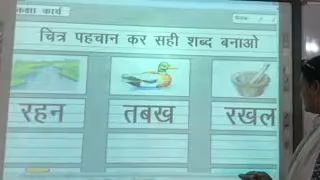 कक्षा कार्य
चित्र पहचान कर सही शब्द बनाओ
रहन तबख रखल